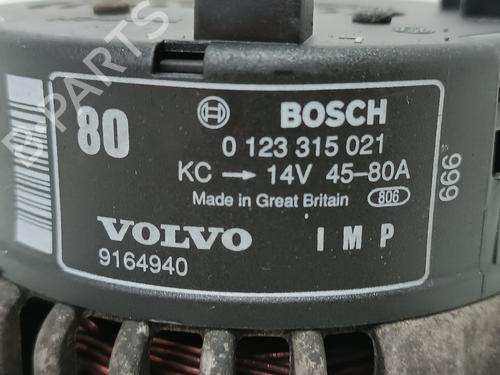 80
BOSCH
0 123 315 021
KC → 14V 45-80A
Made in Great Britain 806
VOLVO IMP
9164940
999
B-PARTS